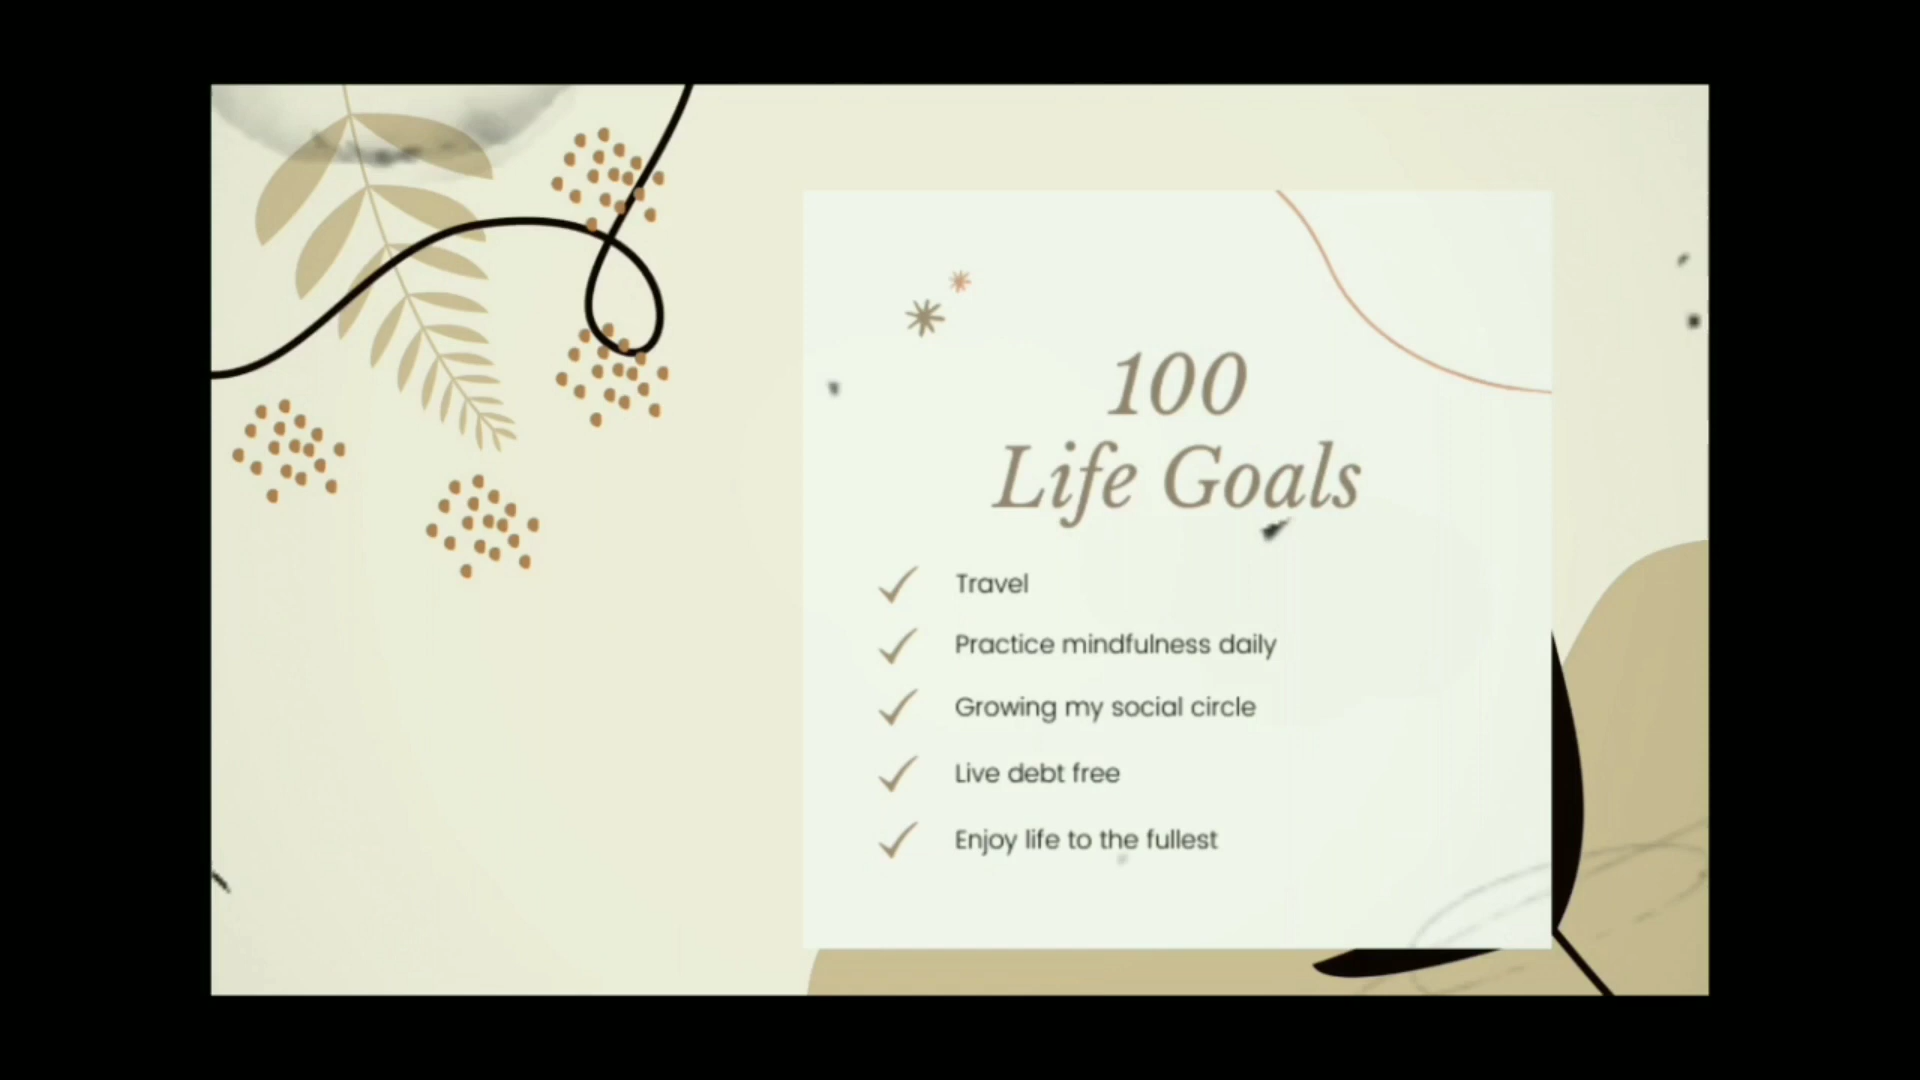 100
Life Goals
Travel
Practice mindfulness daily
Growing my social circle
Live debt free
Enjoy life to the fullest